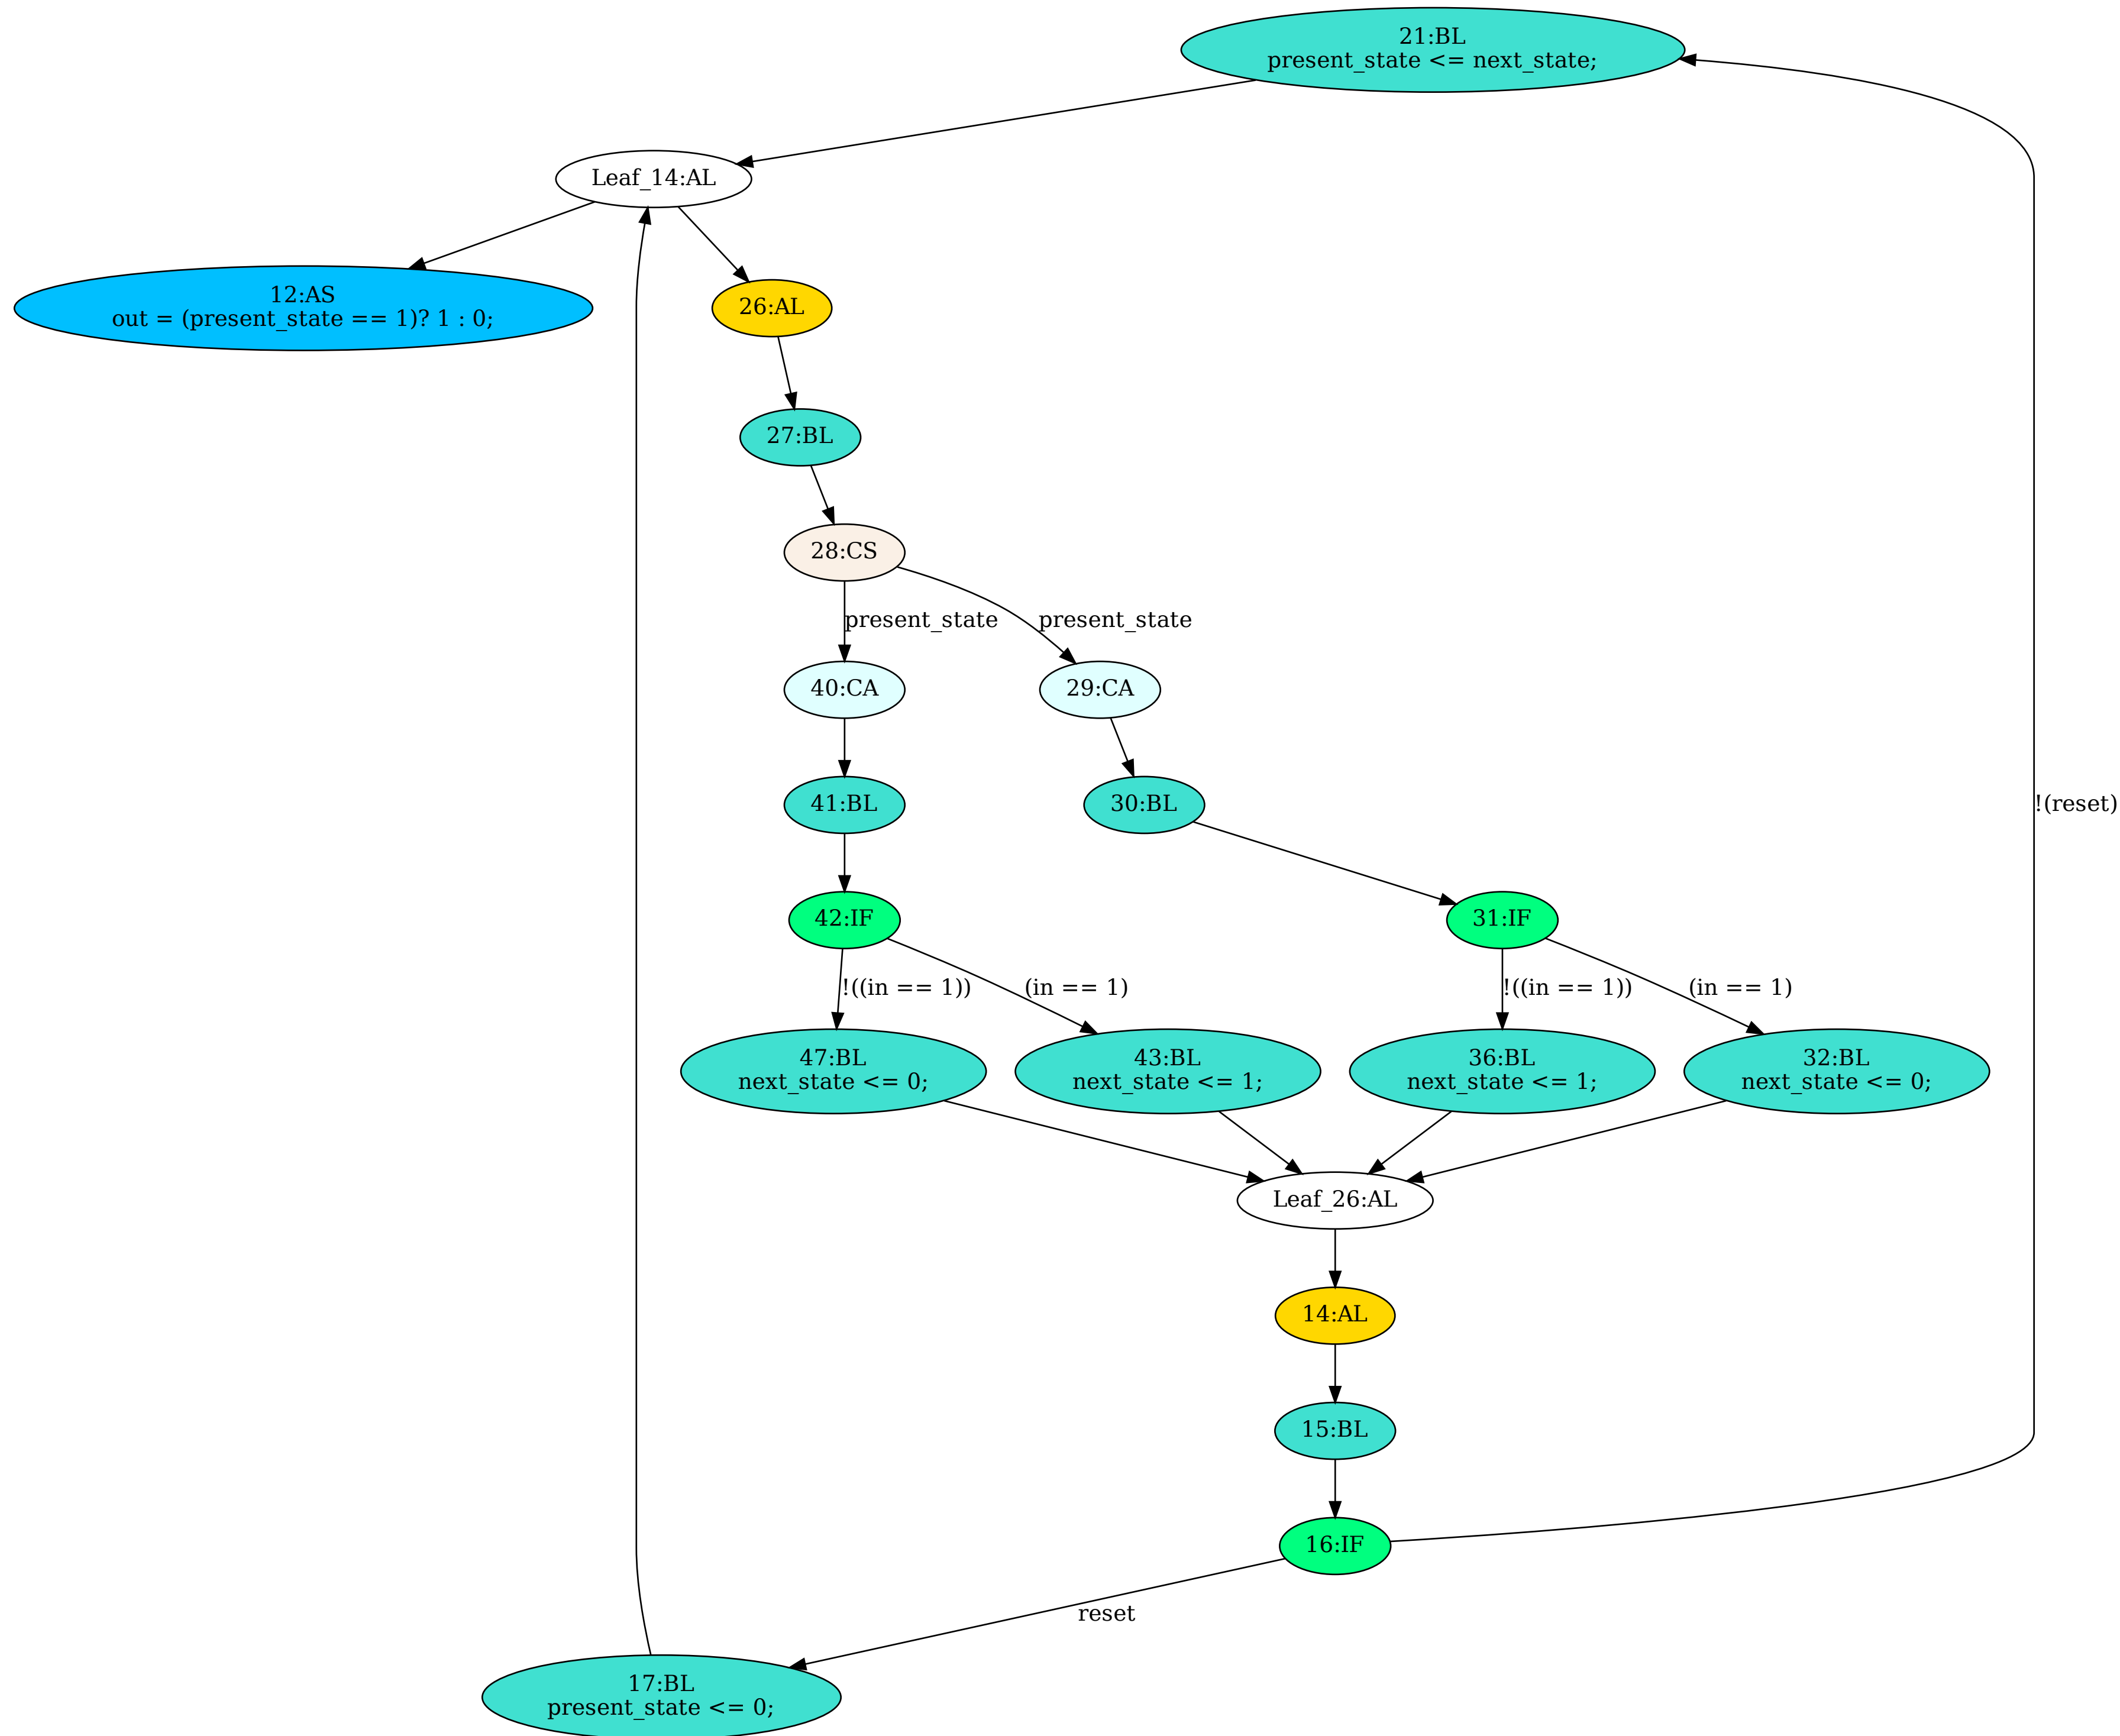 21:BL
present_state <= next_state;
Leaf_14:AL
12:AS
out = (present_state == 1)? 1 : 0;
26:AL
27:BL
28:CS
present_state
present_state
40:CA
29:CA
41:BL
30:BL
!(reset)
42:IF
31:IF
!((in == 1))
(in == 1)
!((in == 1))
(in == 1)
47:BL
next_state <= 0;
43:BL
next_state <= 1;
36:BL
next_state <= 1;
32:BL
next_state <= 0;
Leaf_26:AL
14:AL
15:BL
16:IF
reset
17:BL
present_state <= 0;